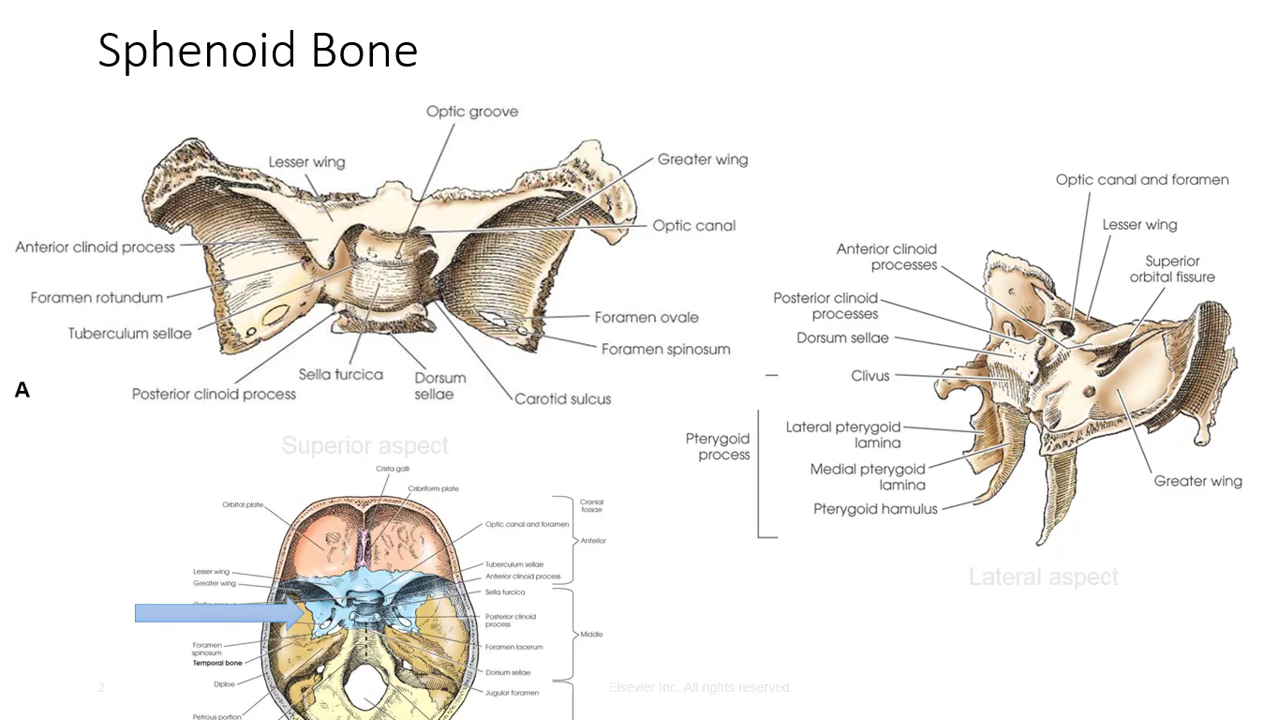 Sphenoid Bone
Optic groove
Lesser wing
Greater wing
Optic canal
Anterior clinoid process
Foramen rotundum
Tuberculum sellae
Foramen ovale
Foramen spinosum
Sella turcica
Dorsum
sellae
Posterior clinoid process
Carotid sulcus
A
Superior aspect
Optic canal and foramen
Lesser wing
Anterior clinoid
processes
Superior
orbital fissure
Posterior clinoid
processes
Dorsum sellae
Clivus
Lateral pterygoid
lamina
Pterygoid
process
Medial pterygoid
lamina
Pterygoid hamulus
Greater wing
Lateral aspect
Crista galli
Cribriform plate
Orbital plate
Cranial
fossae
Optic canal and foramen
Anterior
Tuberculum sellae
Lesser wing
Anterior clinoid process
Greater wing
Sella turcica
Posterior clinoid
process
Middle
Foramen
spinosum
Foramen lacerum
Temporal bone
Dorsum sellae
Diploe
Jugular foramen
Petrous portion
2
Elsevier Inc. All rights reserved.